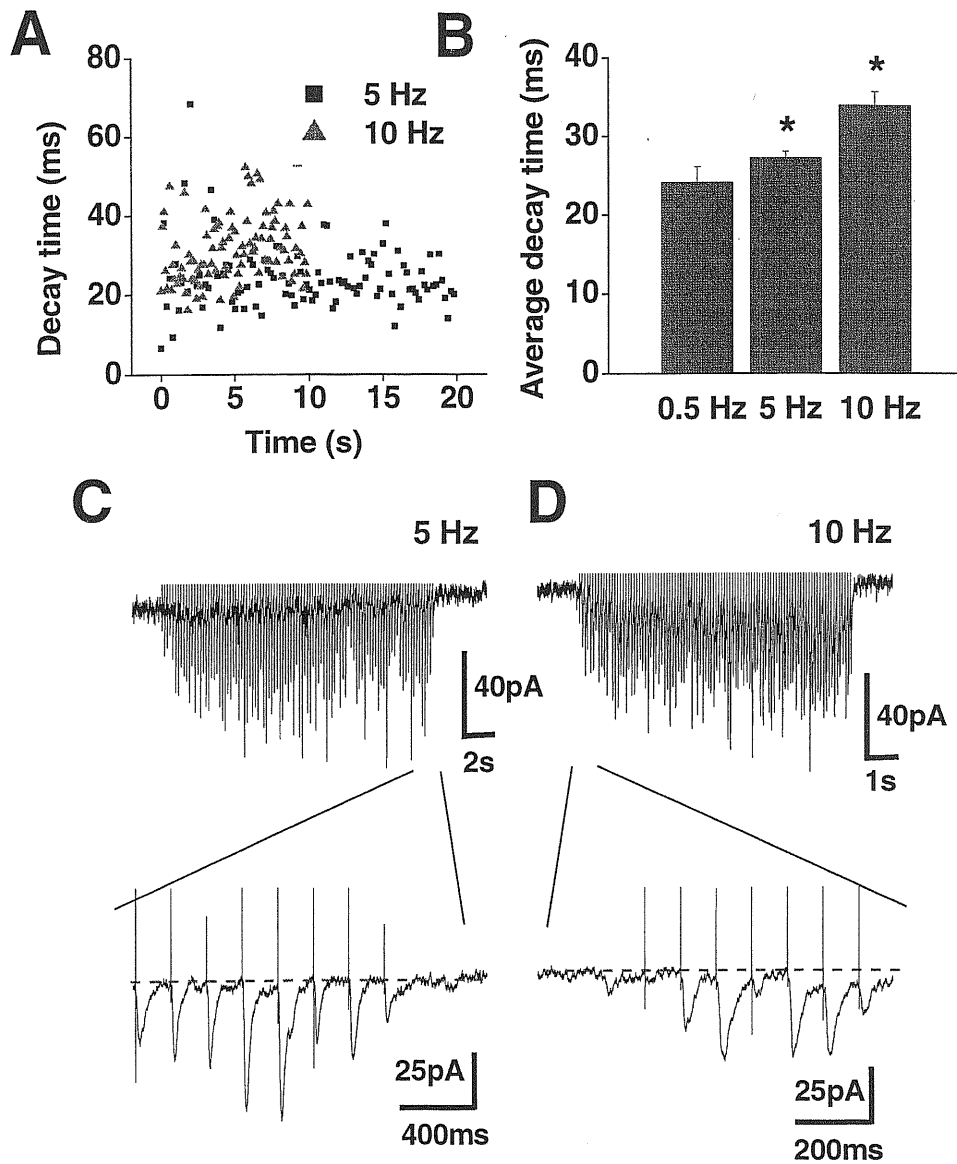 A
Decay time (ms)
80
60
40
20
0
0 5 10 15 20
Time (s)
5 Hz
10 Hz
B
Average decay time (ms)
40
30
20
10
0
* *
0.5 Hz 5 Hz 10 Hz
C
5 Hz
40pA
2s
25pA
400ms
D
10 Hz
40pA
1s
25pA
200ms